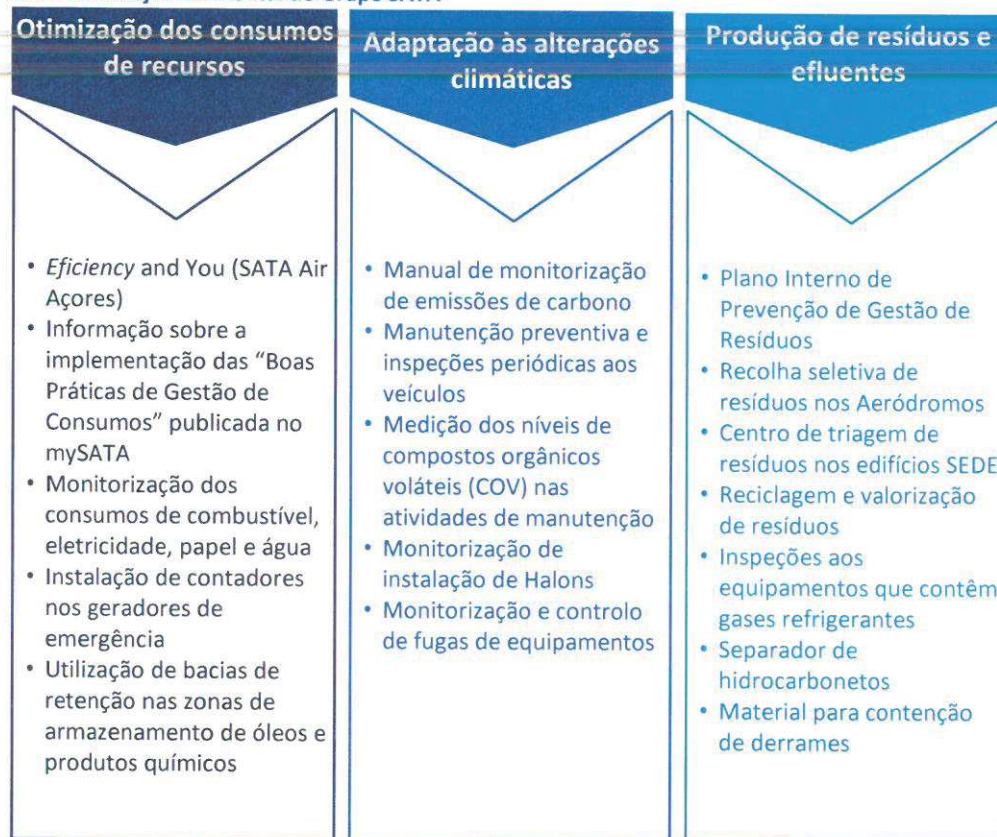 Otimização dos consumos
de recursos
• Eficiency and You (SATA Air
Açores)
• Informação sobre a
implementação das “Boas
Práticas de Gestão de
Consumos” publicada no
mySATA
• Monitorização dos
consumos de combustível,
eletricidade, papel e água
• Instalação de contadores
nos geradores de
emergência
• Utilização de bacias de
retenção nas zonas de
armazenamento de óleos e
produtos químicos
Adaptação às alterações
climáticas
• Manual de monitorização
de emissões de carbono
• Manutenção preventiva e
inspeções periódicas aos
veículos
• Medição dos níveis de
compostos orgânicos
voláteis (COV) nas
atividades de manutenção
• Monitorização de
instalação de Halons
• Monitorização e controlo
de fugas de equipamentos
Produção de resíduos e
efluentes
• Plano Interno de
Prevenção de Gestão de
Resíduos
• Recolha seletiva de
resíduos nos Aeródromos
• Centro de triagem de
resíduos nos edifícios SEDE
• Reciclagem e valorização
de resíduos
• Inspeções aos
equipamentos que contêm
gases refrigerantes
• Separador de
hidrocarbonetos
• Material para contenção
de derrames